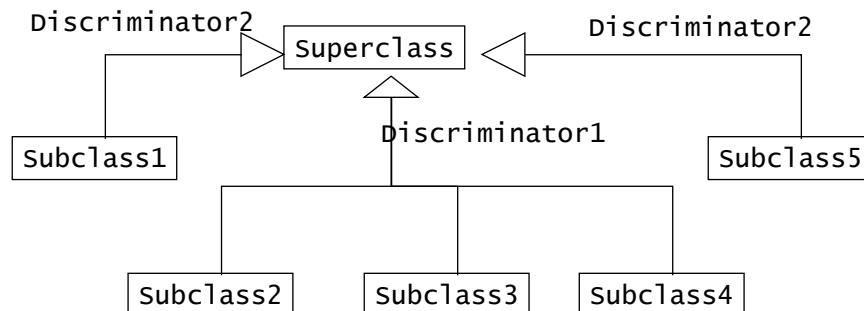 Discriminator2
Superclass
Discriminator2
Discriminator1
Subclass1
Subclass5
Subclass2
Subclass3
Subclass4